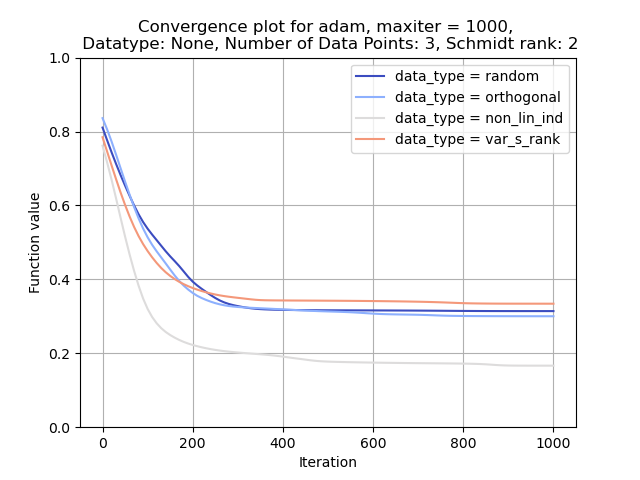 Convergence plot for adam, maxiter = 1000,
Datatype: None, Number of Data Points: 3, Schmidt rank: 2
data_type = random
data_type = orthogonal
data_type = non_lin_ind
data_type = var_s_rank
Function value
1.0
0.8
0.6
0.4
0.2
0.0
0 200 400 600 800 1000
Iteration